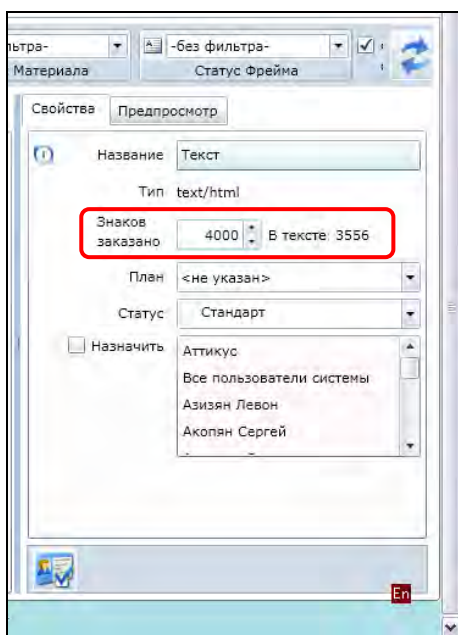 -без фильтра-
Материала
Статус Фрейма
Свойства
Предпросмотр
Название
Текст
Тип
text/html
Знаков
заказано
4000
В тексте: 3556
План
<не указан>
Статус
Стандарт
Назначить
Аттикус
Все пользователи системы
Азизян Левон
Акопян Сергей
En